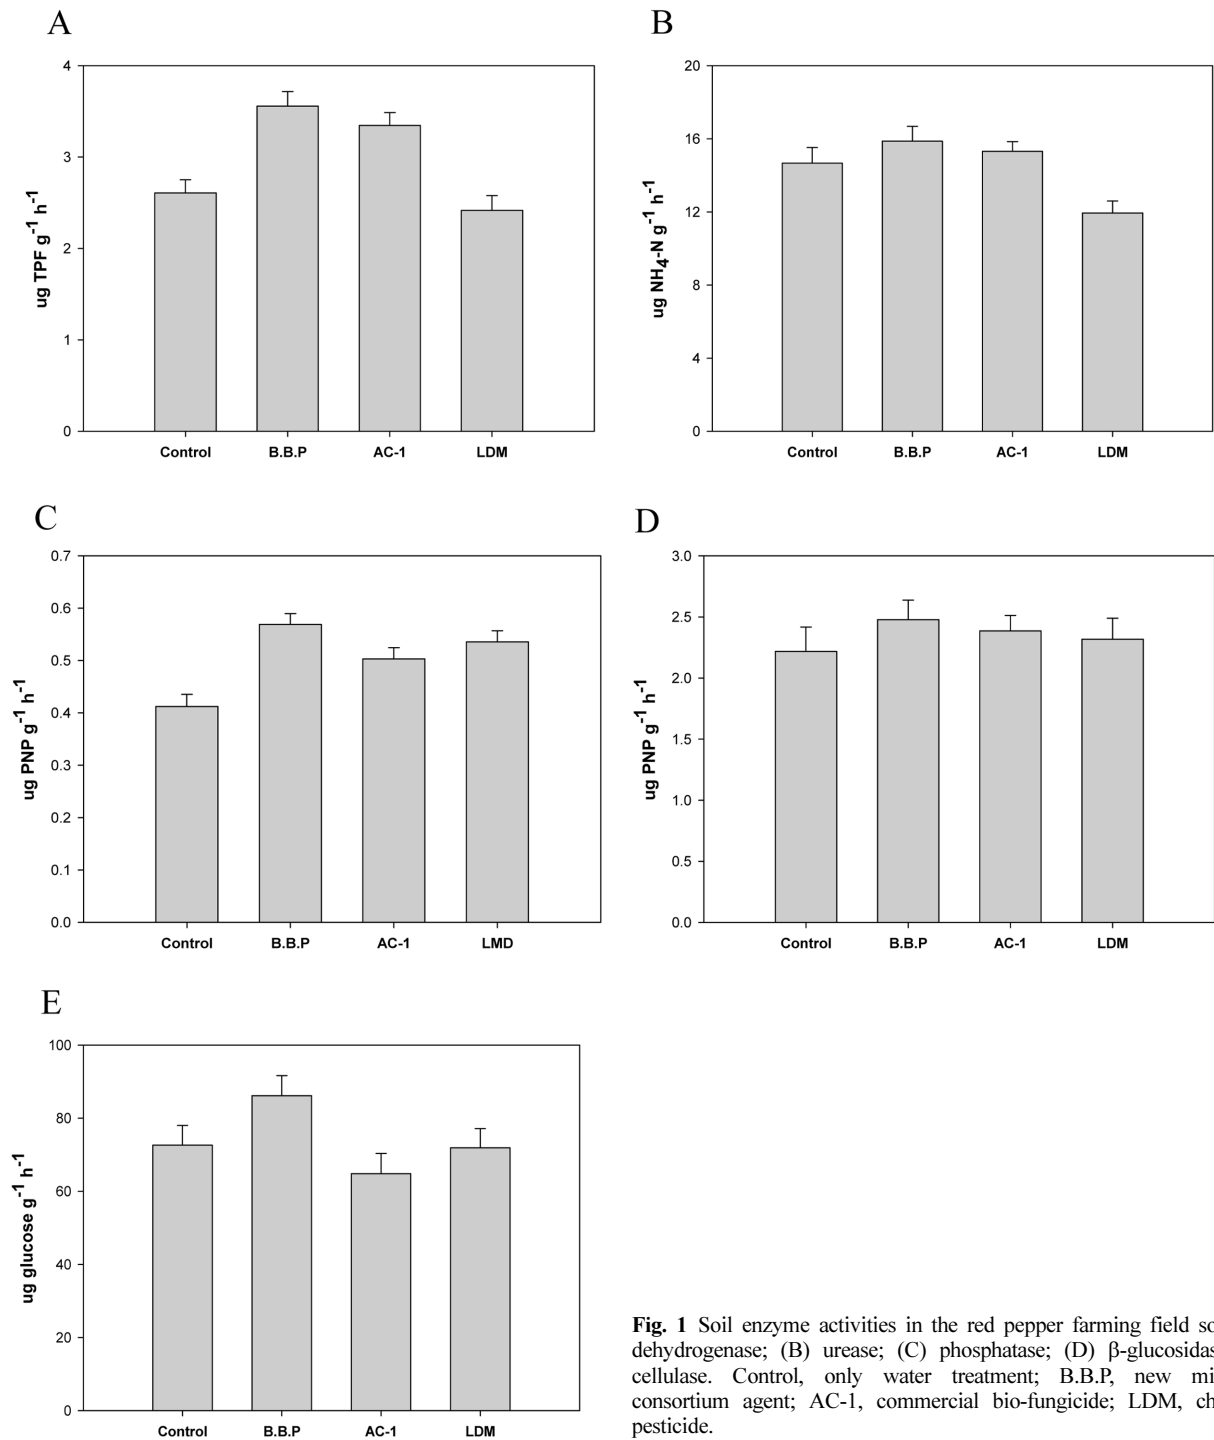 A
4
3
2
1
0
ug TPF g⁻¹ h⁻¹
Control B.B.P AC-1 LDM
B
20
16
12
8
4
0
ug NH₄-N g⁻¹ h⁻¹
Control B.B.P AC-1 LDM
C
0.7
0.6
0.5
0.4
0.3
0.2
0.1
0.0
ug PNP g⁻¹ h⁻¹
Control B.B.P AC-1 LMD
D
3.0
2.5
2.0
1.5
1.0
0.5
0.0
ug PNP g⁻¹ h⁻¹
Control B.B.P AC-1 LDM
E
100
80
60
40
20
0
ug glucose g⁻¹ h⁻¹
Control B.B.P AC-1 LDM
Fig. 1 Soil enzyme activities in the red pepper farming field so
dehydrogenase; (B) urease; (C) phosphatase; (D) β-glucosidas
cellulase. Control, only water treatment; B.B.P, new mi
consortium agent; AC-1, commercial bio-fungicide; LDM, ch
pesticide.